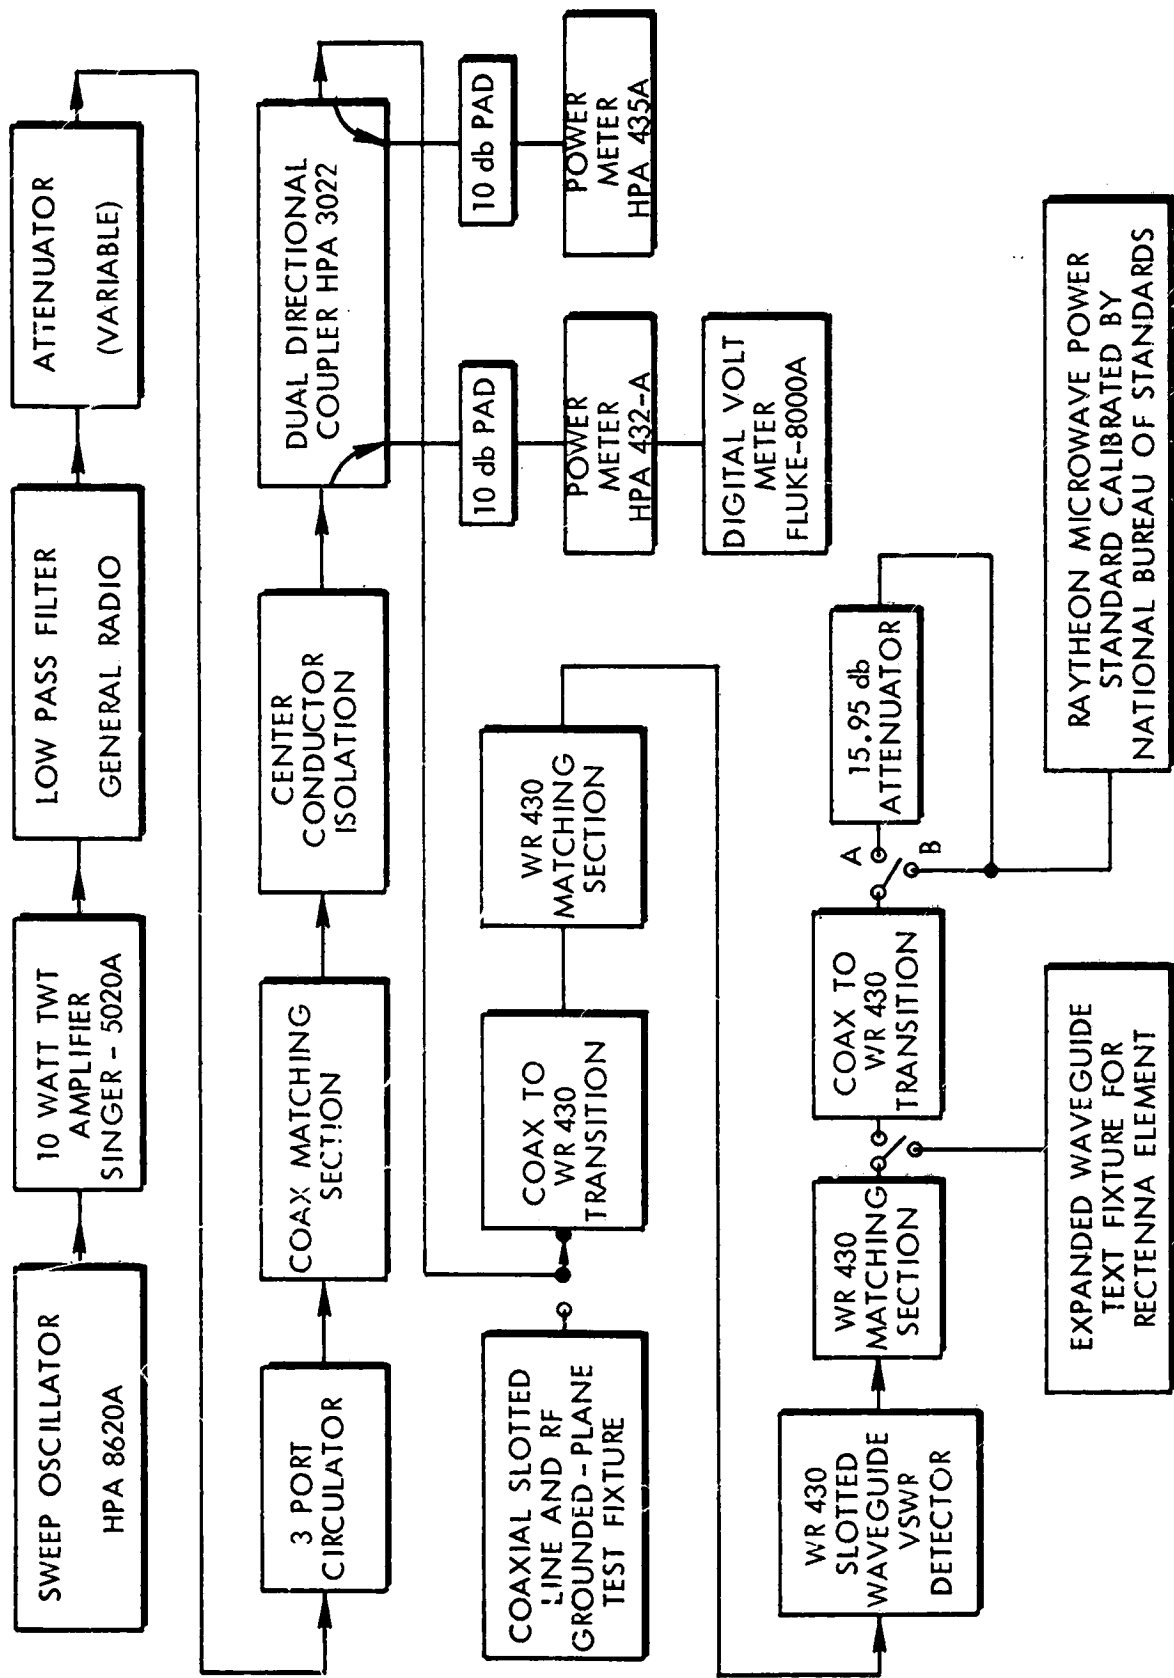 SWEEP OSCILLATOR
HPA 8620A
10 WATT TWT
AMPLIFIER
SINGER - 5020A
LOW PASS FILTER
GENERAL RADIO
ATTENUATOR
(VARIABLE)
3 PORT
CIRCULATOR
COAX MATCHING
SECTION
CENTER
CONDUCTOR
ISOLATION
DUAL DIRECTIONAL
COUPLER HPA 3022
10 db PAD
10 db PAD
POWER
METER
HPA 432-A
POWER
METER
HPA 435A
DIGITAL VOLT
METER
FLUKE-8000A
COAXIAL SLOTTED
LINE AND RF
GROUNDED-PLANE
TEST FIXTURE
COAX TO
WR 430
TRANSITION
WR 430
MATCHING
SECTION
WR 430
SLOTTED
WAVEGUIDE
VSWR
DETECTOR
WR 430
MATCHING
SECTION
COAX TO
WR 430
TRANSITION
A
B
15.95 db
ATTENUATOR
EXPANDED WAVEGUIDE
TEXT FIXTURE FOR
RECTENNA ELEMENT
RAYTHEON MICROWAVE POWER
STANDARD CALIBRATED BY
NATIONAL BUREAU OF STANDARDS